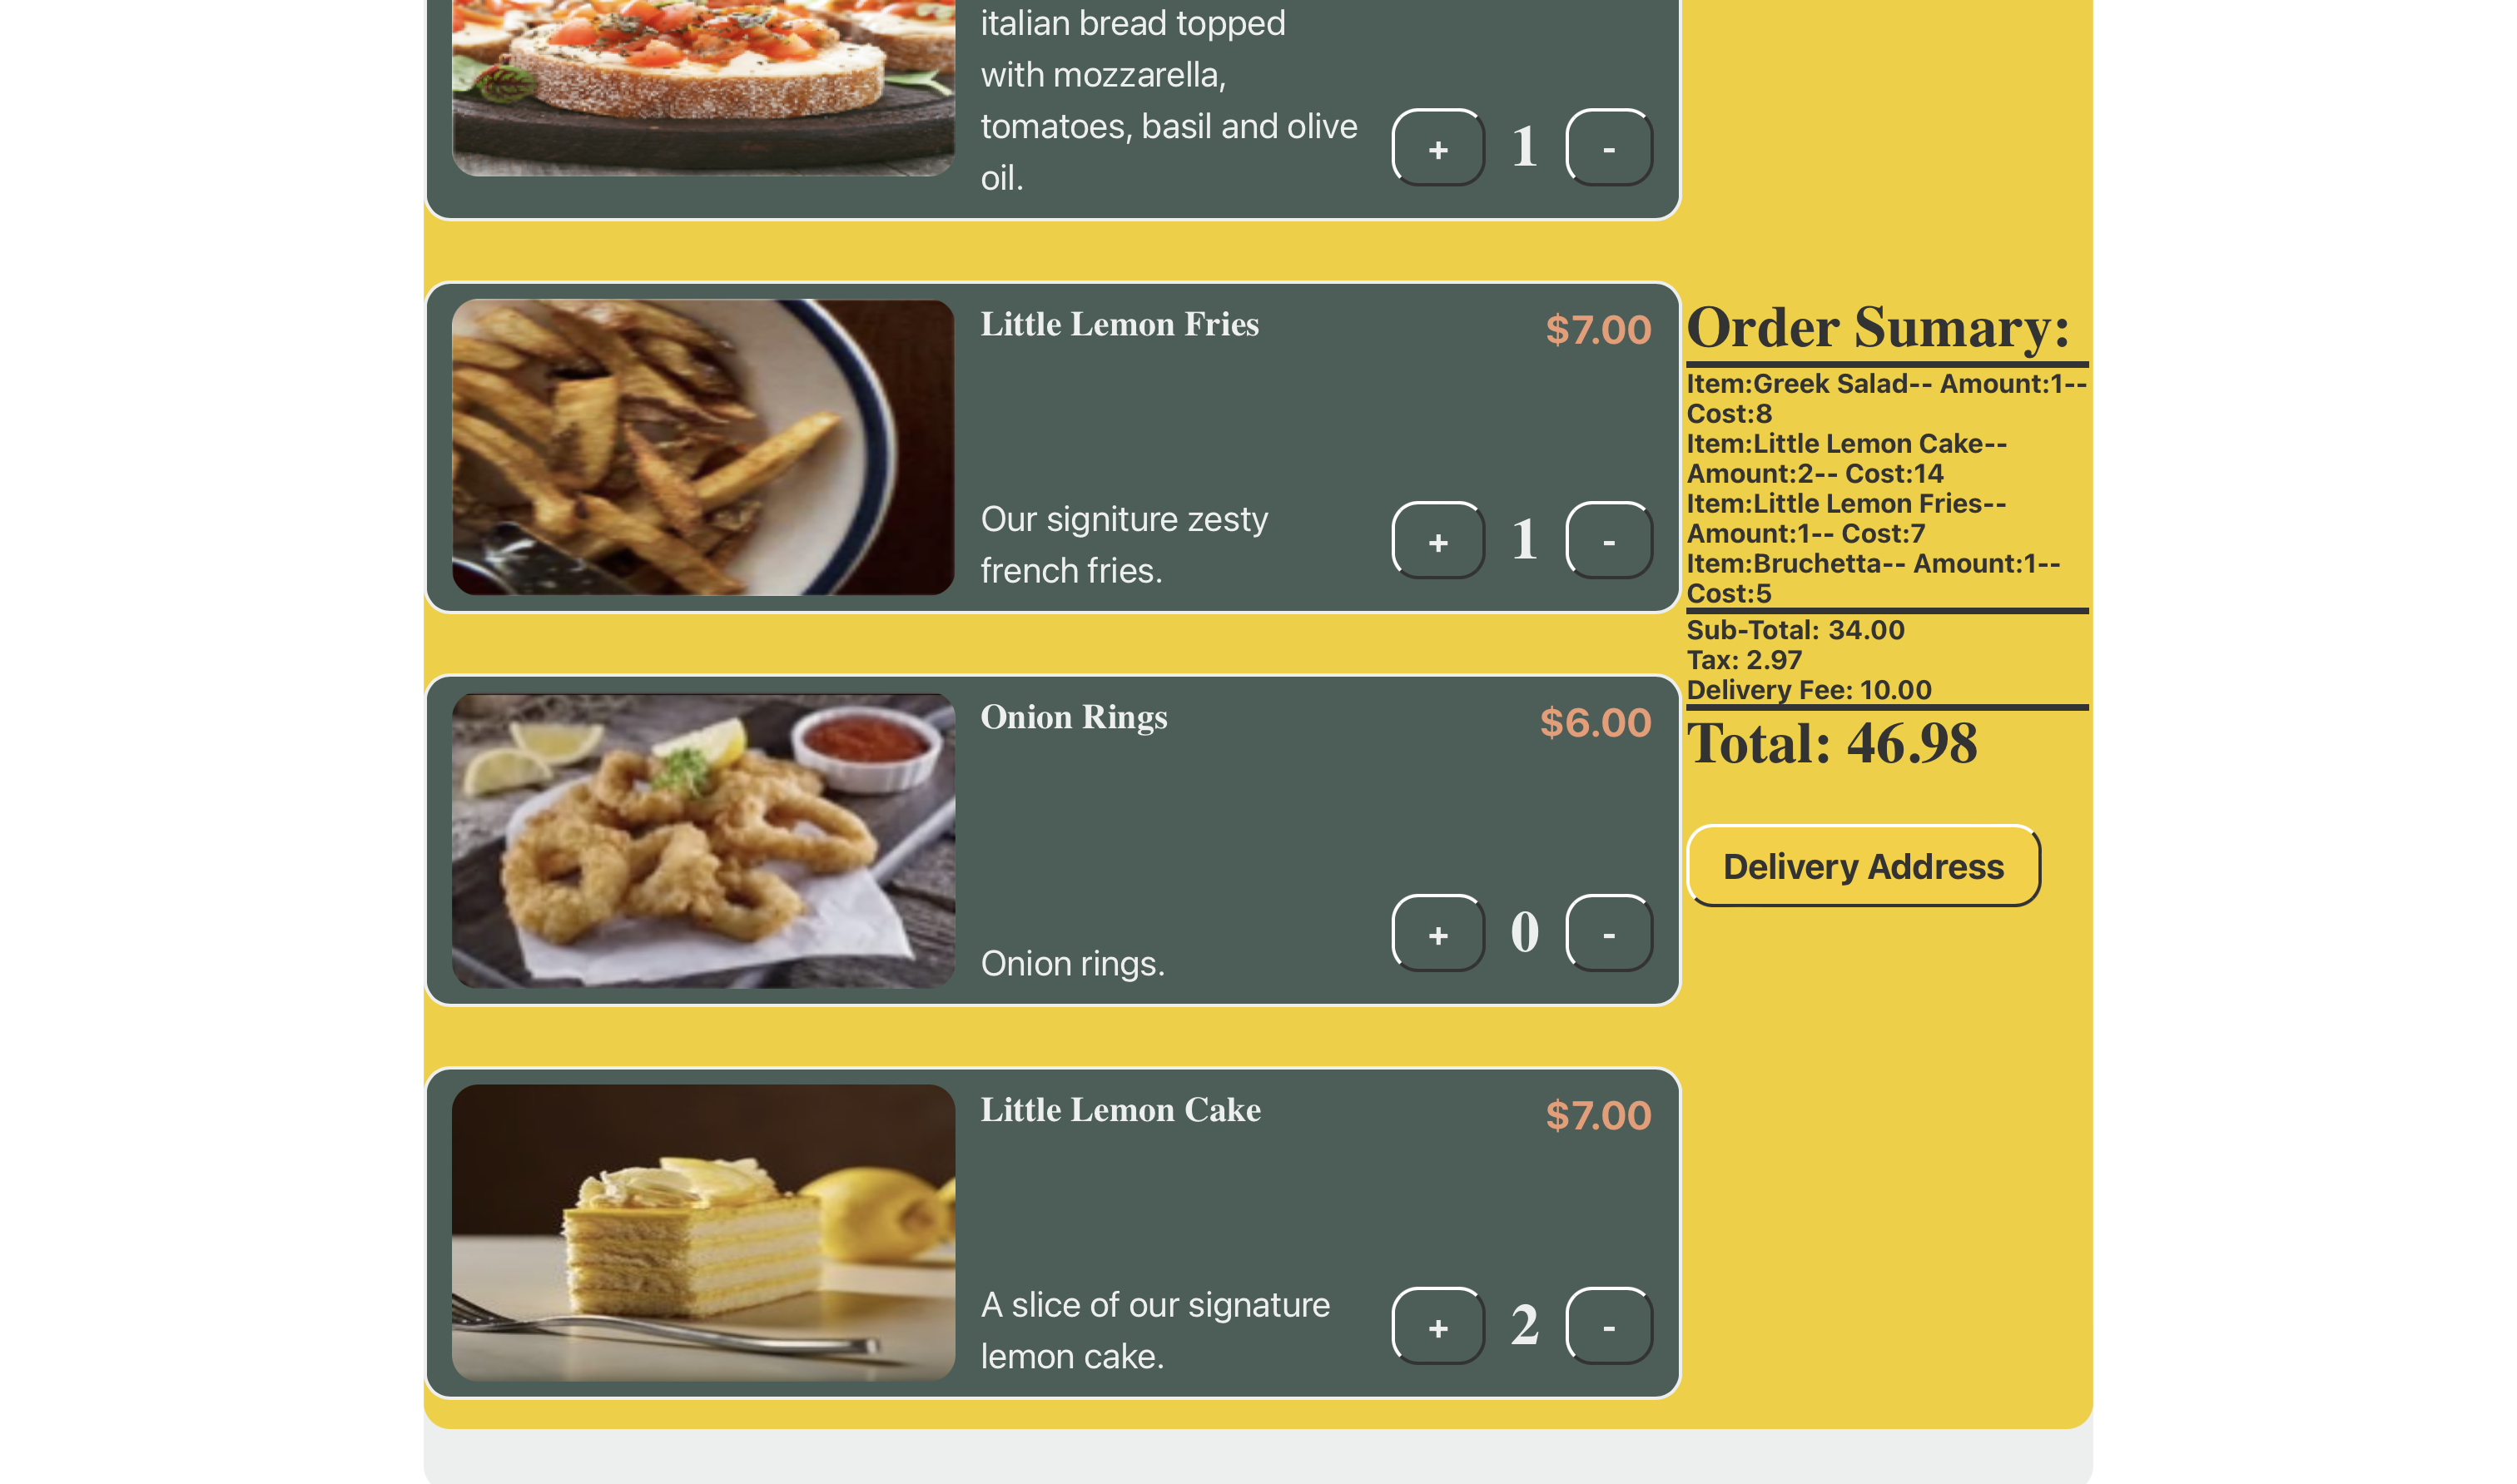 italian bread topped
with mozzarella,
tomatoes, basil and olive
oil.
+ 1 -
Little Lemon Fries
$7.00
Our signiture zesty
french fries.
+ 1 -
Onion Rings
$6.00
Onion rings.
+ 0 -
Little Lemon Cake
$7.00
A slice of our signature
lemon cake.
+ 2 -
Order Sumary:
Item:Greek Salad-- Amount:1--
Cost:8
Item:Little Lemon Cake--
Amount:2-- Cost:14
Item:Little Lemon Fries--
Amount:1-- Cost:7
Item:Bruchetta-- Amount:1--
Cost:5
Sub-Total: 34.00
Tax: 2.97
Delivery Fee: 10.00
Total: 46.98
Delivery Address